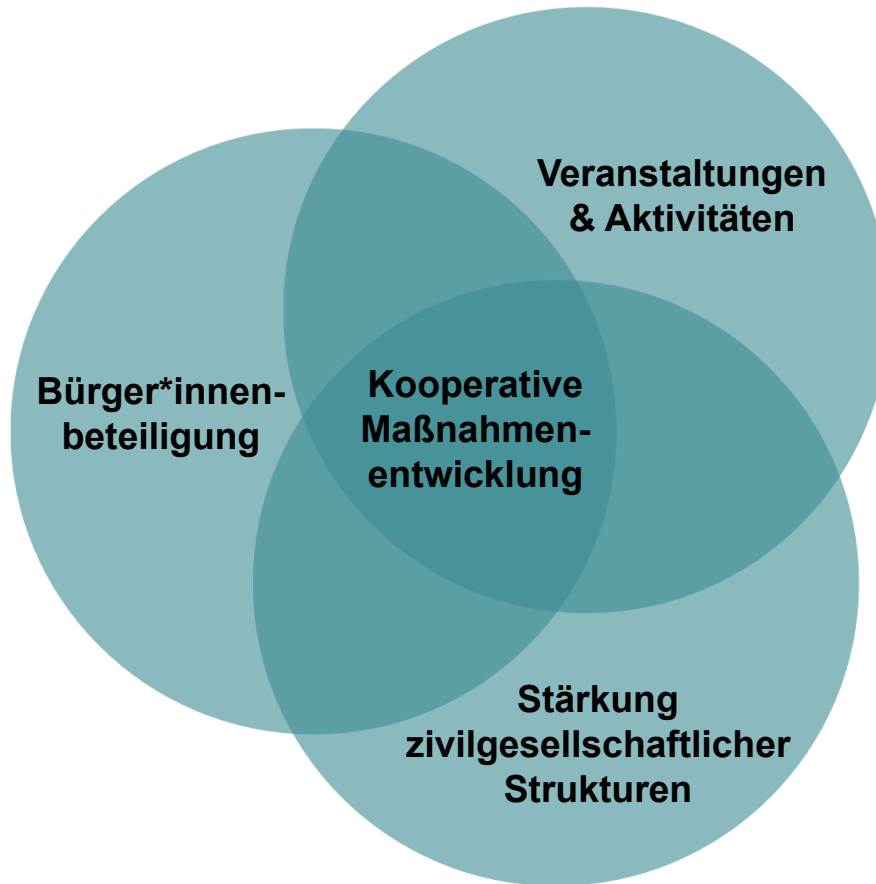 Veranstaltungen
& Aktivitäten
Bürger*innen-
beteiligung
Kooperative
Maßnahmen-
entwicklung
Stärkung
zivilgesellschaftlicher
Strukturen